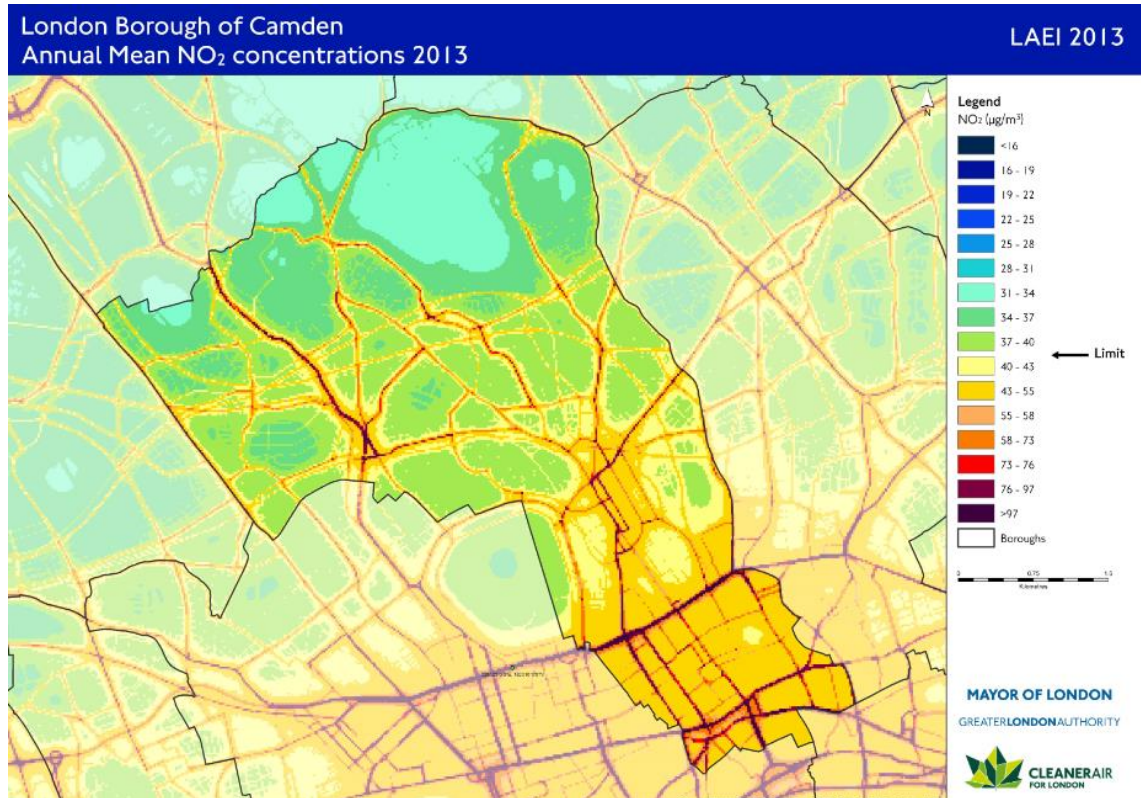 London Borough of Camden
Annual Mean NO₂ concentrations 2013
LAEI 2013
N
Legend
NO₂ (µg/m³)
<16
16 - 19
19 - 22
22 - 25
25 - 28
28 - 31
31 - 34
34 - 37
37 - 40
40 - 43
43 - 55
55 - 58
58 - 73
73 - 76
76 - 97
>97
Boroughs
Limit
0 0.75 1.5
Kilometres
MAYOR OF LONDON
GREATERLONDONAUTHORITY
CLEANERAIR
FOR LONDON